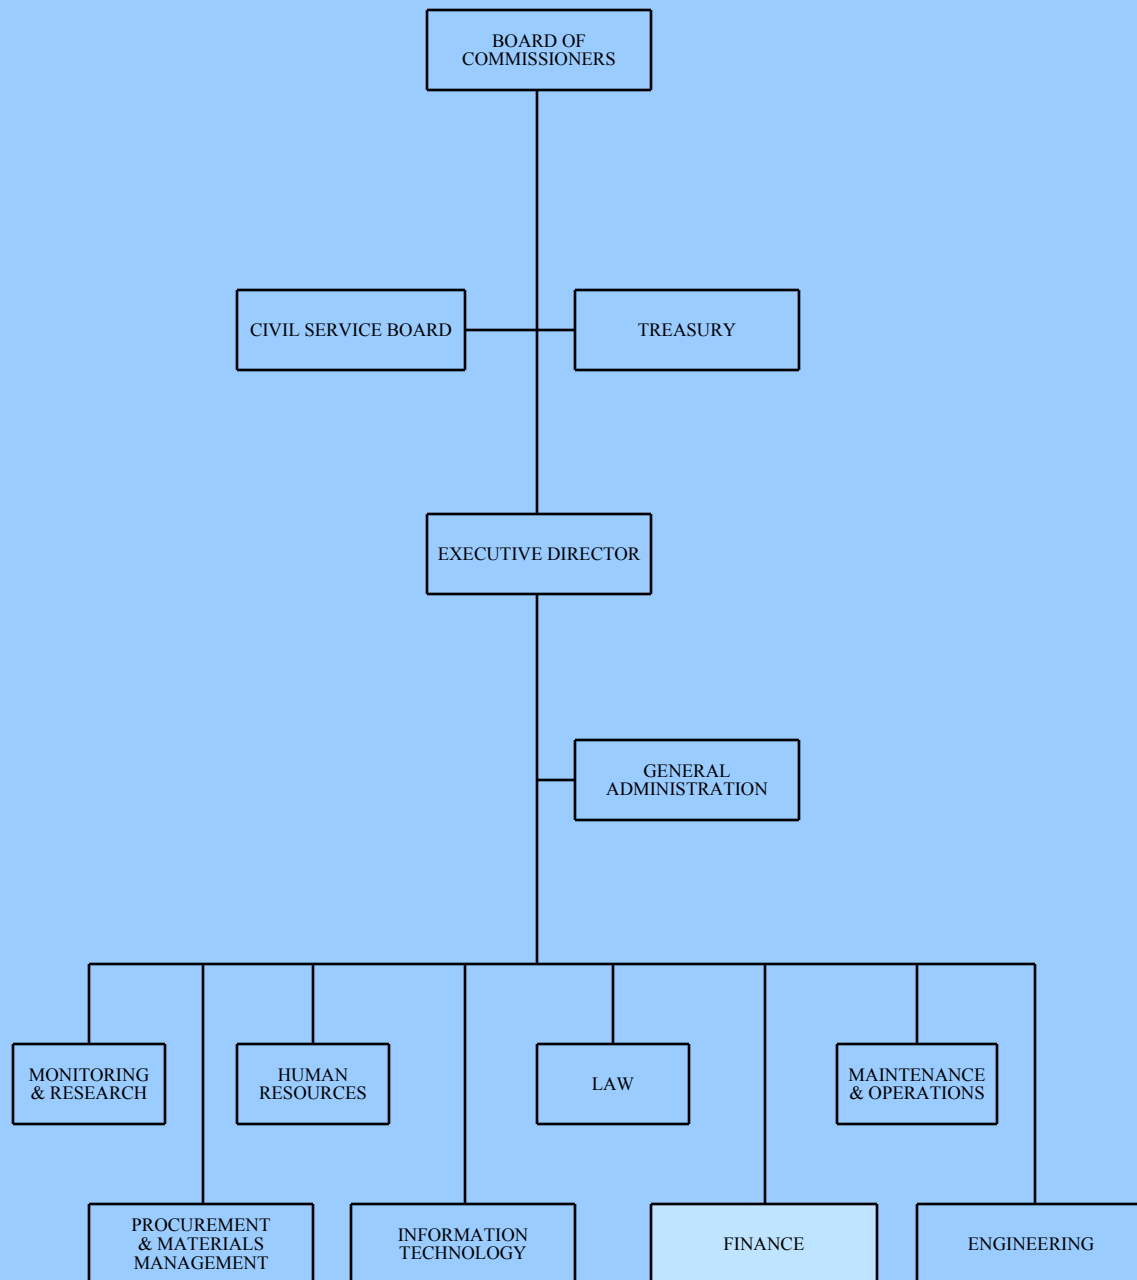 BOARD OF
COMMISSIONERS
CIVIL SERVICE BOARD
TREASURY
EXECUTIVE DIRECTOR
GENERAL
ADMINISTRATION
MONITORING
& RESEARCH
HUMAN
RESOURCES
LAW
MAINTENANCE
& OPERATIONS
PROCUREMENT
& MATERIALS
MANAGEMENT
INFORMATION
TECHNOLOGY
FINANCE
ENGINEERING